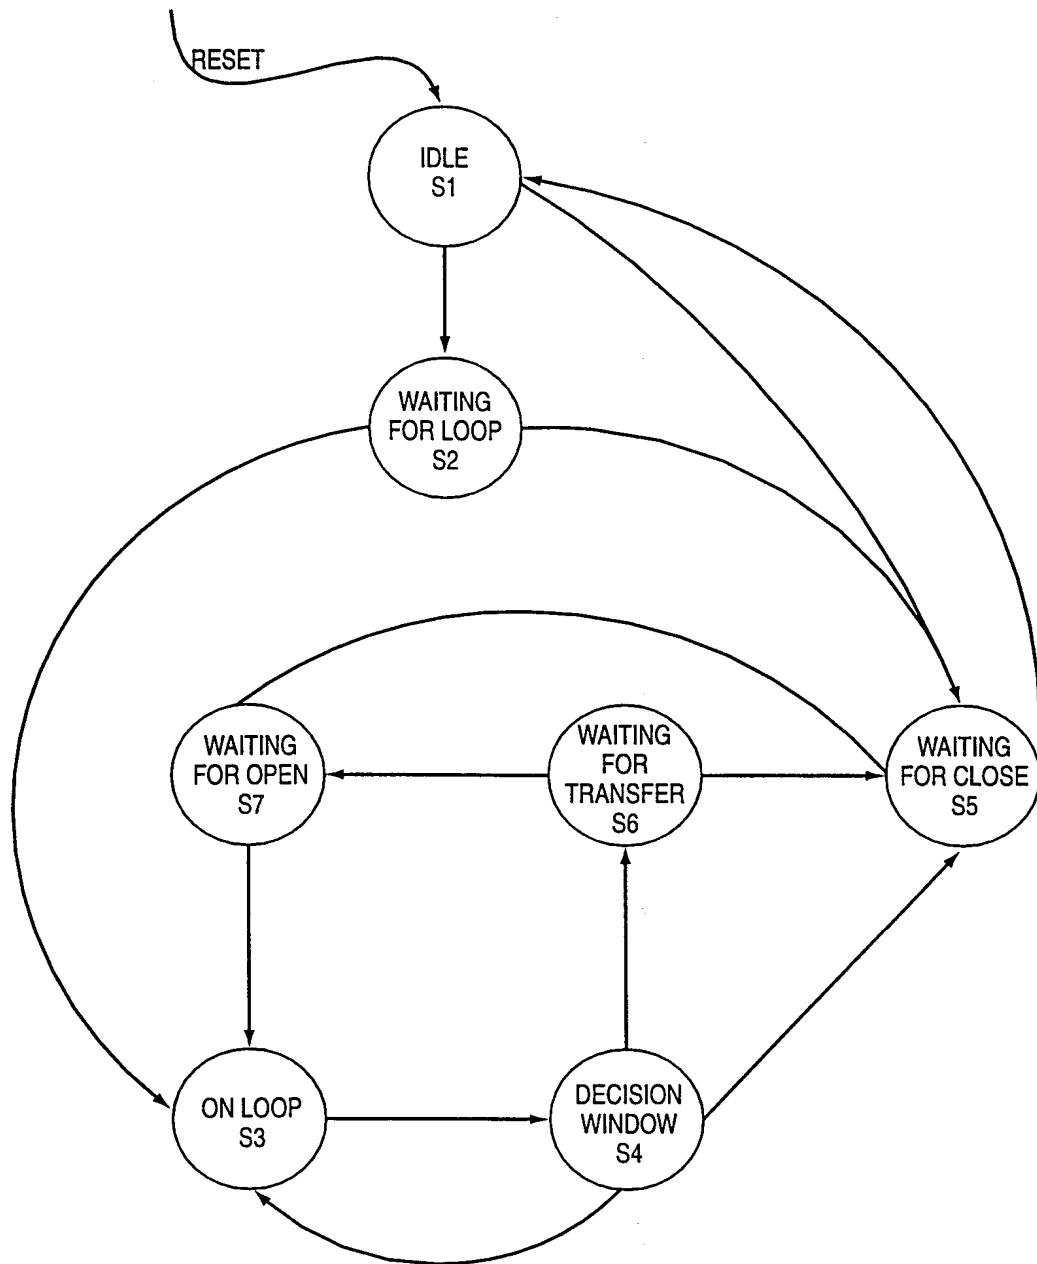 RESET
IDLE
S1
WAITING
FOR LOOP
S2
WAITING
FOR OPEN
S7
WAITING
FOR
TRANSFER
S6
WAITING
FOR CLOSE
S5
ON LOOP
S3
DECISION
WINDOW
S4